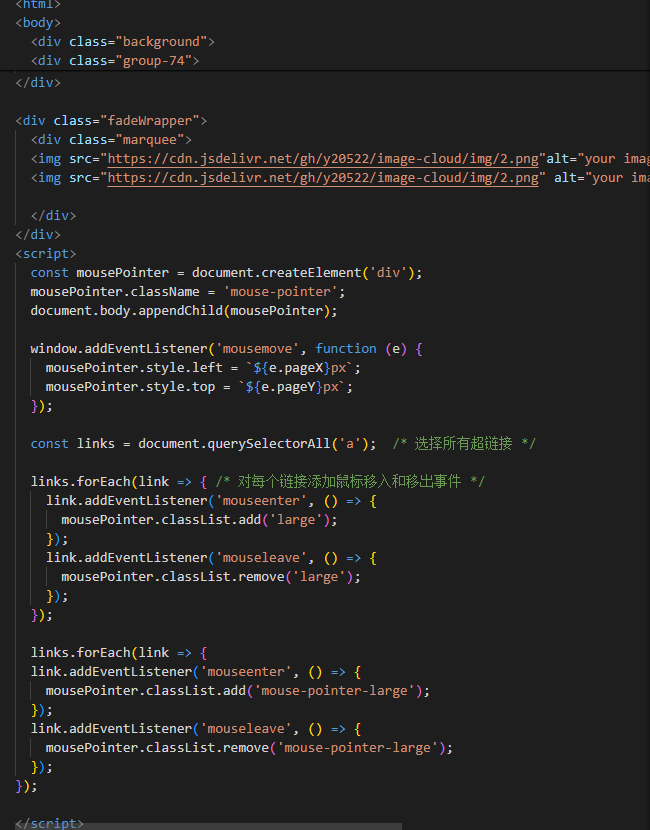 <html>
<body>
<div class="background">
<div class="group-74">
</div>
<div class="fadeWrapper">
<div class="marquee">
<img src="https://cdn.jsdelivr.net/gh/y20522/image-cloud/img/2.png"alt="your imag
<img src="https://cdn.jsdelivr.net/gh/y20522/image-cloud/img/2.png" alt="your ima
</div>
</div>
<script>
const mousePointer = document.createElement('div');
mousePointer.className = 'mouse-pointer';
document.body.appendChild(mousePointer);
window.addEventListener('mousemove', function (e) {
mousePointer.style.left = `${e.pageX}px`;
mousePointer.style.top = `${e.pageY}px`;
});
const links = document.querySelectorAll('a');  /* 选择所有超链接 */
links.forEach(link => { /* 对每个链接添加鼠标移入和移出事件 */
link.addEventListener('mouseenter', () => {
mousePointer.classList.add('large');
});
link.addEventListener('mouseleave', () => {
mousePointer.classList.remove('large');
});
});
links.forEach(link => {
link.addEventListener('mouseenter', () => {
mousePointer.classList.add('mouse-pointer-large');
});
link.addEventListener('mouseleave', () => {
mousePointer.classList.remove('mouse-pointer-large');
});
});
</script>